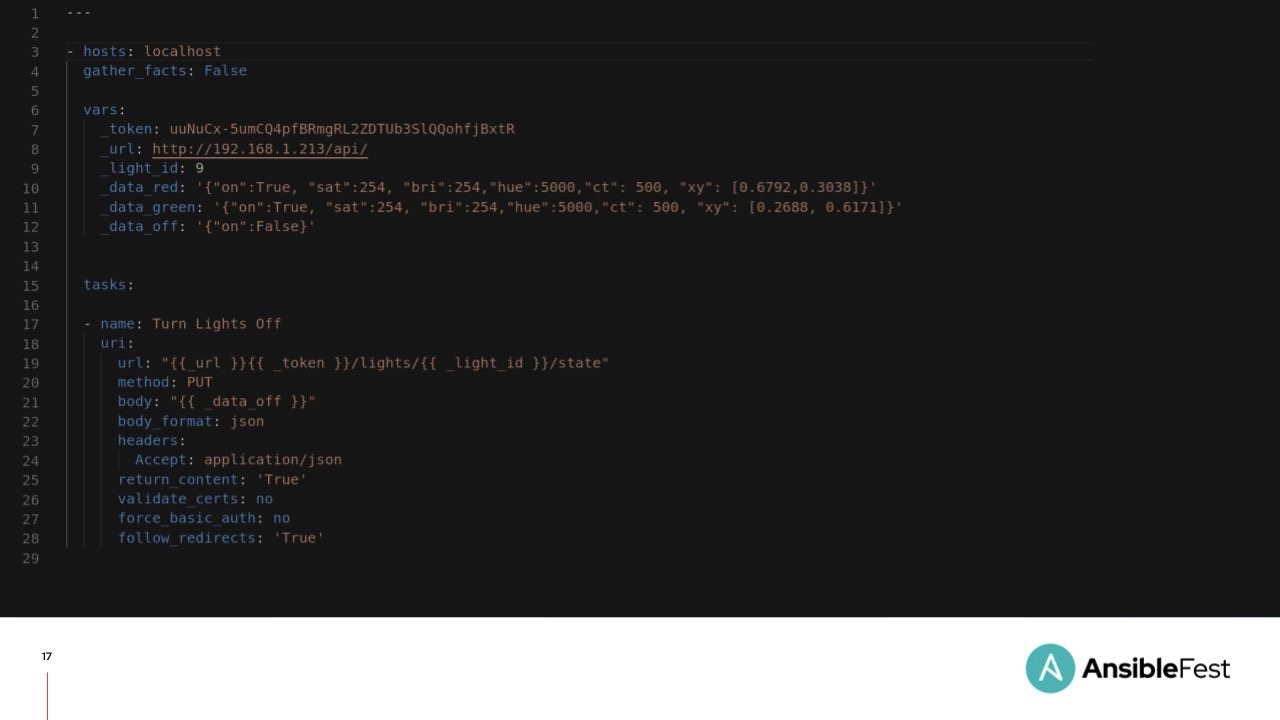 1 ---
2
3 - hosts: localhost
4   gather_facts: False
5
6   vars:
7     _token: uuNuCx-5umCQ4pfBRmgRL2ZDTUb3SlQQohfjBxtR
8     _url: http://192.168.1.213/api/
9     _light_id: 9
10     _data_red: '{"on":True, "sat":254, "bri":254,"hue":5000,"ct": 500, "xy": [0.6792,0.3038]}'
11     _data_green: '{"on":True, "sat":254, "bri":254,"hue":5000,"ct": 500, "xy": [0.2688, 0.6171]}'
12     _data_off: '{"on":False}'
13
14
15   tasks:
16
17   - name: Turn Lights Off
18     uri:
19       url: "{{_url }}{{ _token }}/lights/{{ _light_id }}/state"
20       method: PUT
21       body: "{{ _data_off }}"
22       body_format: json
23       headers:
24         Accept: application/json
25       return_content: 'True'
26       validate_certs: no
27       force_basic_auth: no
28       follow_redirects: 'True'
29
17
AnsibleFest